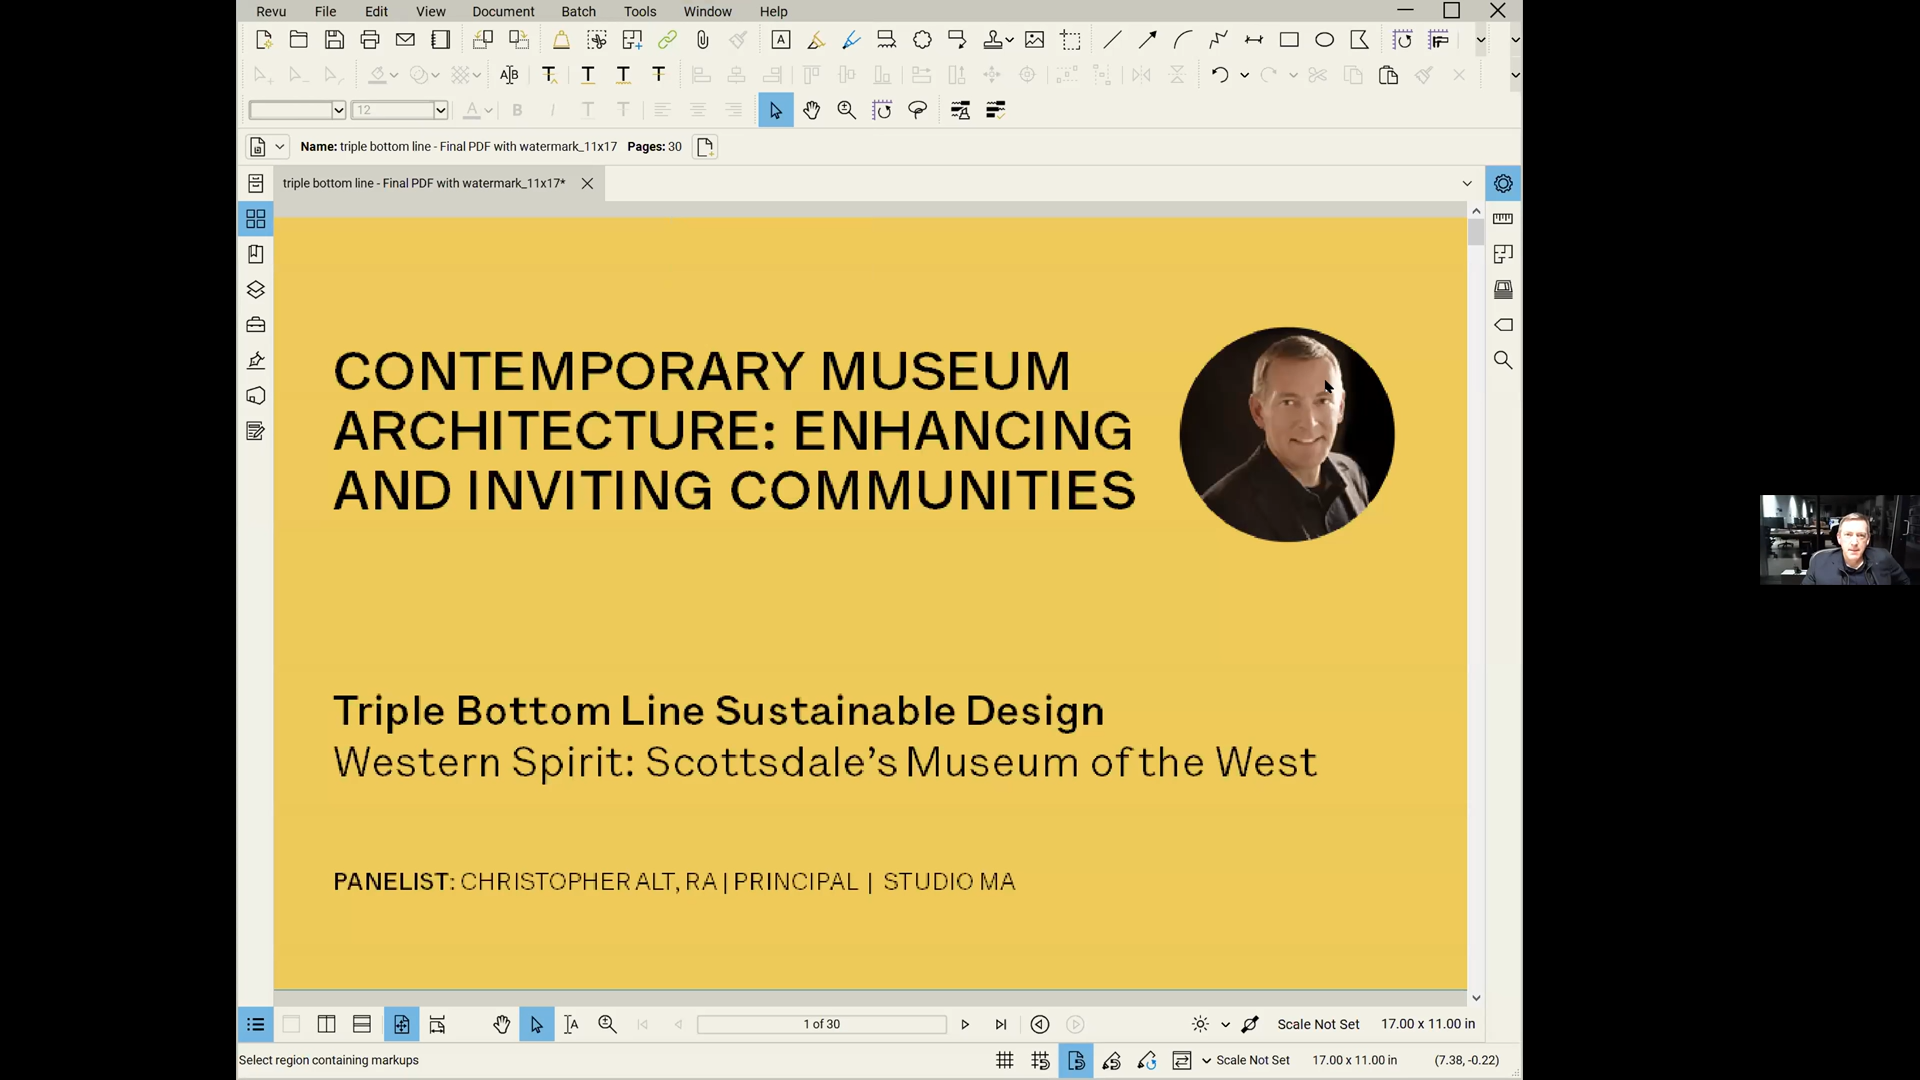 Revu File Edit View Document Batch Tools Window Help
12
Name: triple bottom line - Final PDF with watermark_11x17 Pages: 30
triple bottom line - Final PDF with watermark_11x17*
CONTEMPORARY MUSEUM
ARCHITECTURE: ENHANCING
AND INVITING COMMUNITIES
Triple Bottom Line Sustainable Design
Western Spirit: Scottsdale’s Museum of the West
PANELIST: CHRISTOPHER ALT, RA | PRINCIPAL | STUDIO MA
1 of 30
Scale Not Set 17.00 x 11.00 in
Select region containing markups
Scale Not Set 17.00 x 11.00 in (7.38, -0.22)